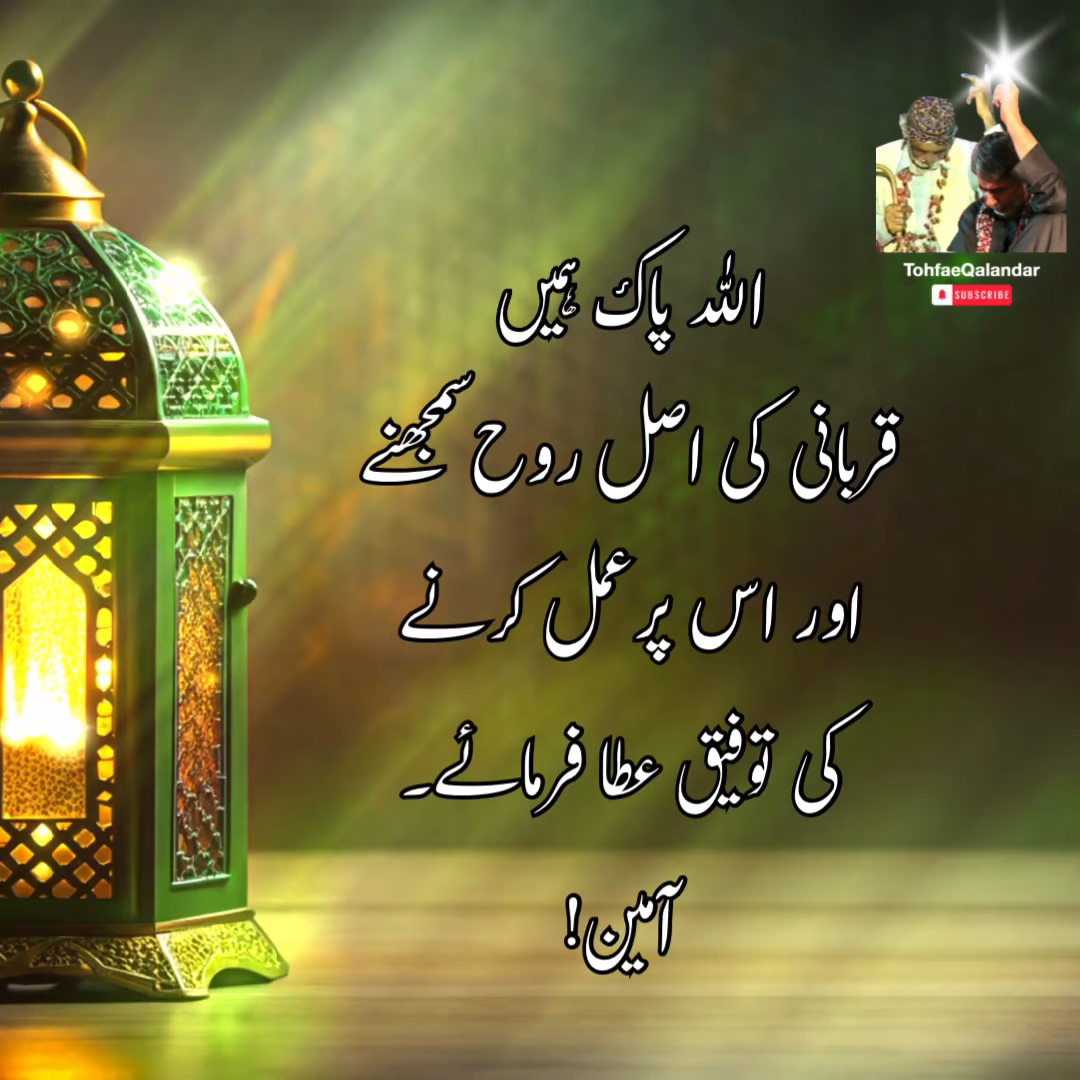 TohfaeQalandar
SUBSCRIBE
اللہ پاک ہمیں
قربانی کی اصل روح سمجھنے
اور اس پر عمل کرنے
کی توفیق عطا فرمائے۔
آمین!